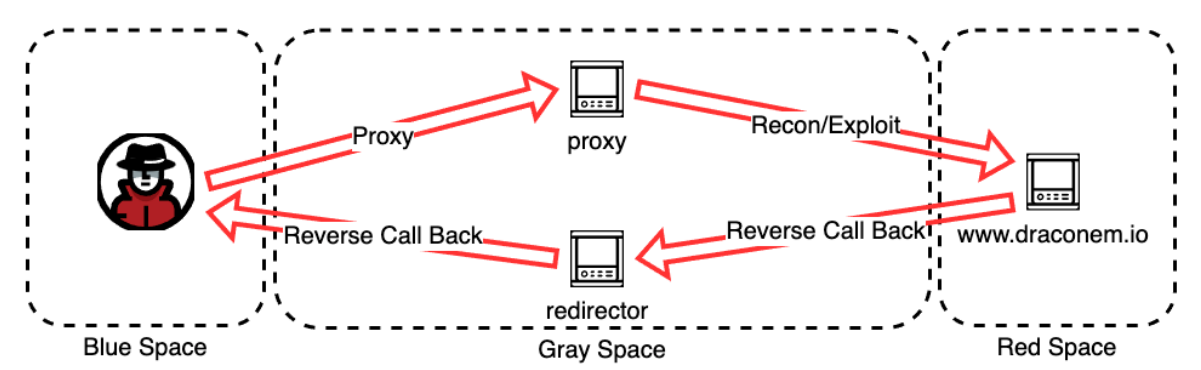 Proxy
proxy
Recon/Exploit
Reverse Call Back
Reverse Call Back
www.draconem.io
redirector
Blue Space
Gray Space
Red Space